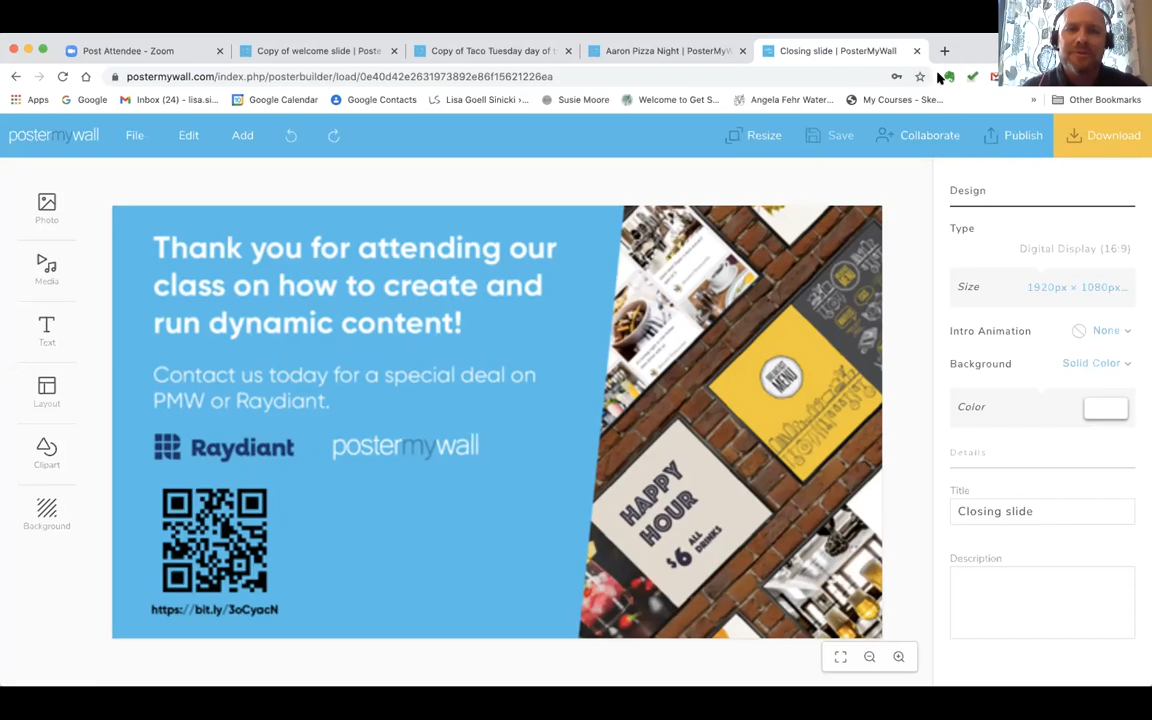 Post Attendee - Zoom
Copy of welcome slide | Poste
Copy of Taco Tuesday day of t
Aaron Pizza Night | PosterMyW
Closing slide | PosterMyWall
postermywall.com/index.php/posterbuilder/load/0e40d42e2631973892e86f15621226ea
Apps
Google
Inbox (24) - lisa.si...
Google Calendar
Google Contacts
LS
Lisa Goell Sinicki ›...
Susie Moore
Welcome to Get S...
Angela Fehr Water...
My Courses - Ske...
»
Other Bookmarks
postermywall
File
Edit
Add
Resize
Save
Collaborate
Publish
Download
Photo
Media
Text
Layout
Clipart
Background
Thank you for attending our
class on how to create and
run dynamic content!
Contact us today for a special deal on
PMW or Raydiant.
Raydiant
postermywall
https://bit.ly/3oCyacN
MENU
HAPPY
HOUR
$6 ALL
DRINKS
Design
Type
Digital Display (16:9)
Size
1920px × 1080px...
Intro Animation
None
Background
Solid Color
Color
Details
Title
Closing slide
Description